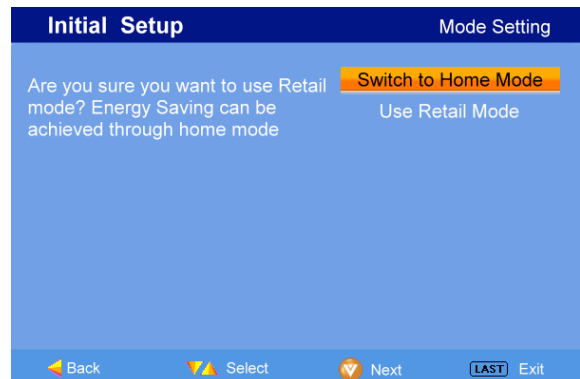 Initial Setup
Mode Setting
Are you sure you want to use Retail
mode? Energy Saving can be
achieved through home mode
Switch to Home Mode
Use Retail Mode
Back
Select
V Next
LAST Exit